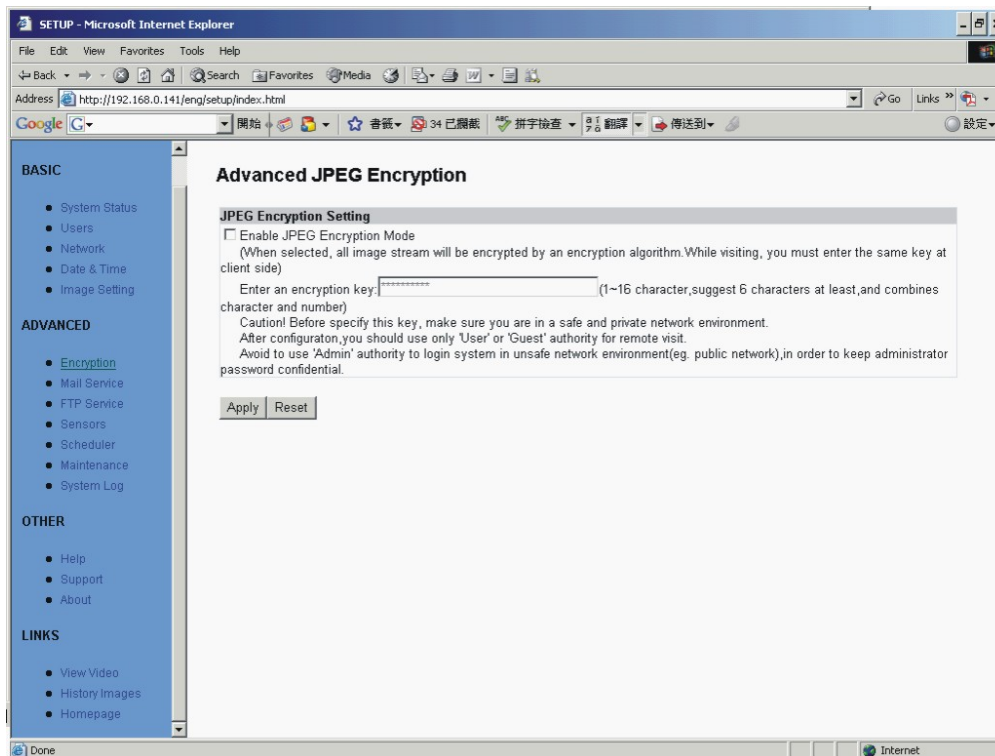 SETUP - Microsoft Internet Explorer
File Edit View Favorites Tools Help
Back Search Favorites Media
Address http://192.168.0.141/eng/setup/index.html Go Links »
Google G 開始 書籤 34 已攔截 拼字檢查 翻譯 傳送到 設定
BASIC
System Status
Users
Network
Date & Time
Image Setting
ADVANCED
Encryption
Mail Service
FTP Service
Sensors
Scheduler
Maintenance
System Log
OTHER
Help
Support
About
LINKS
View Video
History Images
Homepage
Advanced JPEG Encryption
JPEG Encryption Setting
Enable JPEG Encryption Mode
(When selected, all image stream will be encrypted by an encryption algorithm.While visiting, you must enter the same key at
client side)
Enter an encryption key: ********** (1~16 character,suggest 6 characters at least,and combines
character and number)
Caution! Before specify this key, make sure you are in a safe and private network environment.
After configuraton,you should use only 'User' or 'Guest' authority for remote visit.
Avoid to use 'Admin' authority to login system in unsafe network environment(eg. public network),in order to keep administrator
password confidential.
Apply Reset
Done Internet